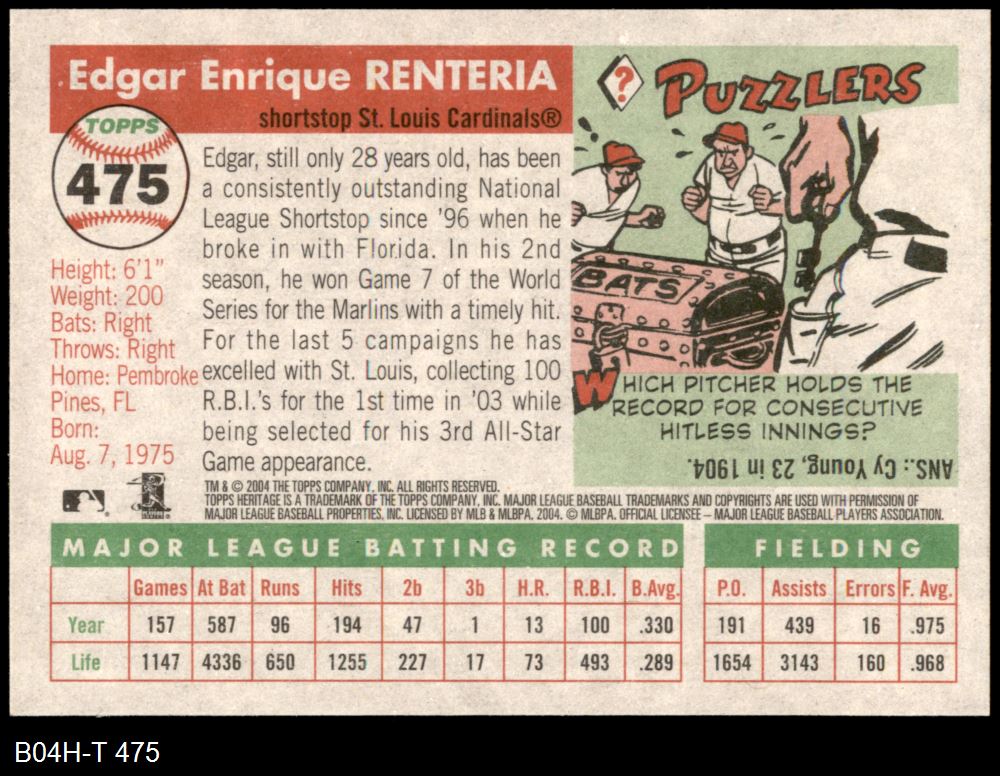 Edgar Enrique RENTERIA
shortstop St. Louis Cardinals®
TOPPS
475
Height: 6'1"
Weight: 200
Bats: Right
Throws: Right
Home: Pembroke
Pines, FL
Born:
Aug. 7, 1975
Edgar, still only 28 years old, has been
a consistently outstanding National
League Shortstop since '96 when he
broke in with Florida. In his 2nd
season, he won Game 7 of the World
Series for the Marlins with a timely hit.
For the last 5 campaigns he has
excelled with St. Louis, collecting 100
R.B.I.'s for the 1st time in '03 while
being selected for his 3rd All-Star
Game appearance.
? PUZZLERS
BATS
WHICH PITCHER HOLDS THE
RECORD FOR CONSECUTIVE
HITLESS INNINGS?
ANS.: Cy Young, 23 in 1904.
TM & © 2004 THE TOPPS COMPANY, INC. ALL RIGHTS RESERVED.
TOPPS HERITAGE IS A TRADEMARK OF THE TOPPS COMPANY, INC. MAJOR LEAGUE BASEBALL TRADEMARKS AND COPYRIGHTS ARE USED WITH PERMISSION OF
MAJOR LEAGUE BASEBALL PROPERTIES, INC. LICENSED BY MLB & MLBPA, 2004. © MLBPA. OFFICIAL LICENSEE – MAJOR LEAGUE BASEBALL PLAYERS ASSOCIATION.
MAJOR LEAGUE BATTING RECORD
Games At Bat Runs Hits 2b 3b H.R. R.B.I. B.Avg.
Year 157 587 96 194 47 1 13 100 .330
Life 1147 4336 650 1255 227 17 73 493 .289
FIELDING
P.O. Assists Errors F. Avg.
191 439 16 .975
1654 3143 160 .968
B04H-T 475